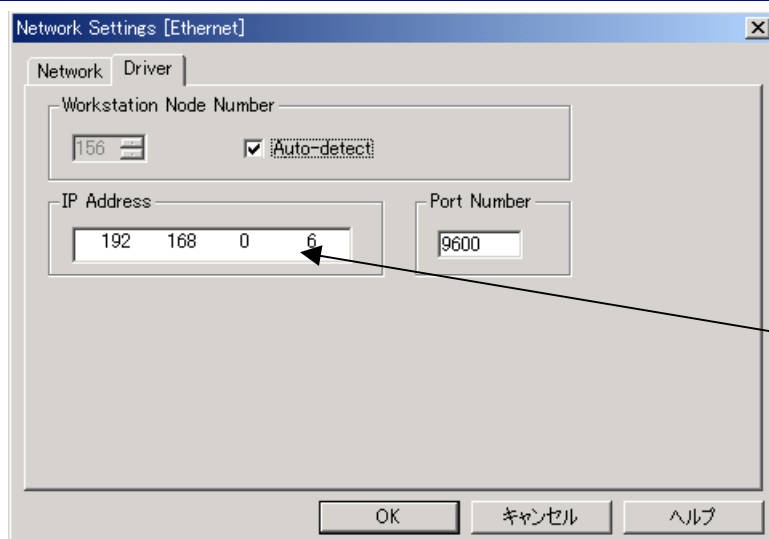 Network Settings [Ethernet]
Network Driver
Workstation Node Number
156 Auto-detect
IP Address Port Number
192 168 0 6 9600
OK キャンセル ヘルプ